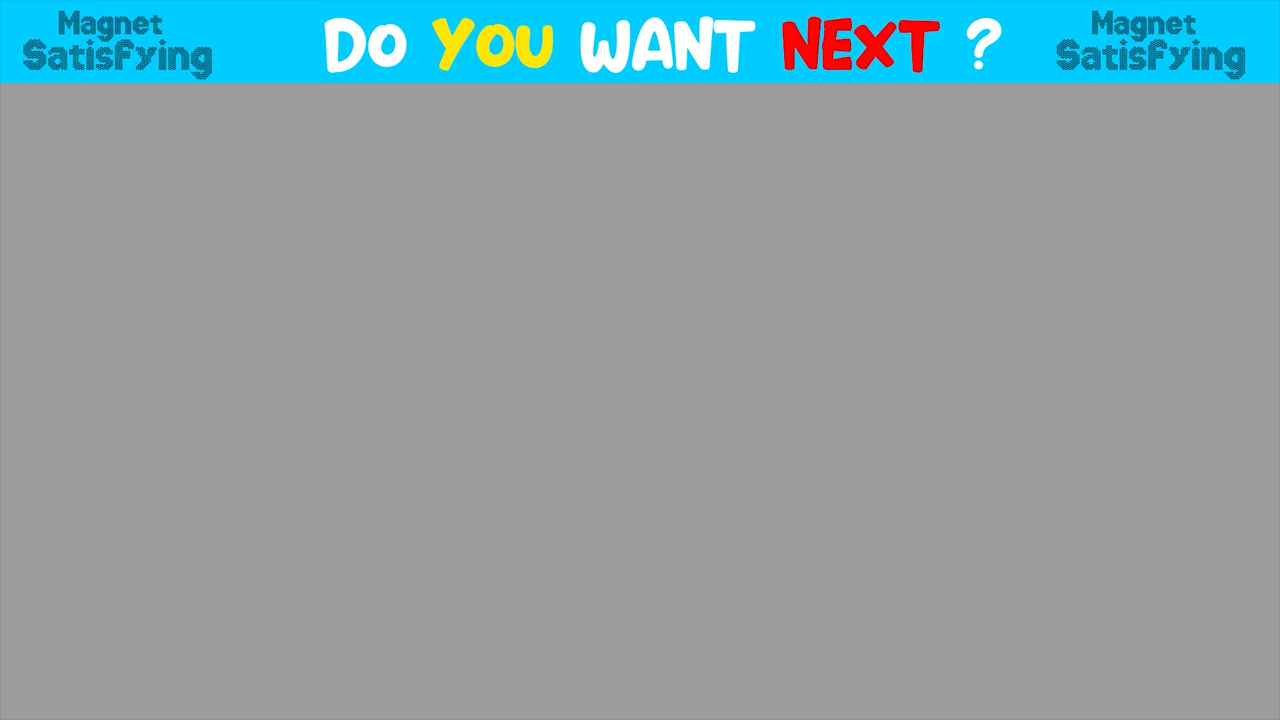 Magnet
Satisfying
DO YOU WANT NEXT ?
Magnet
Satisfying